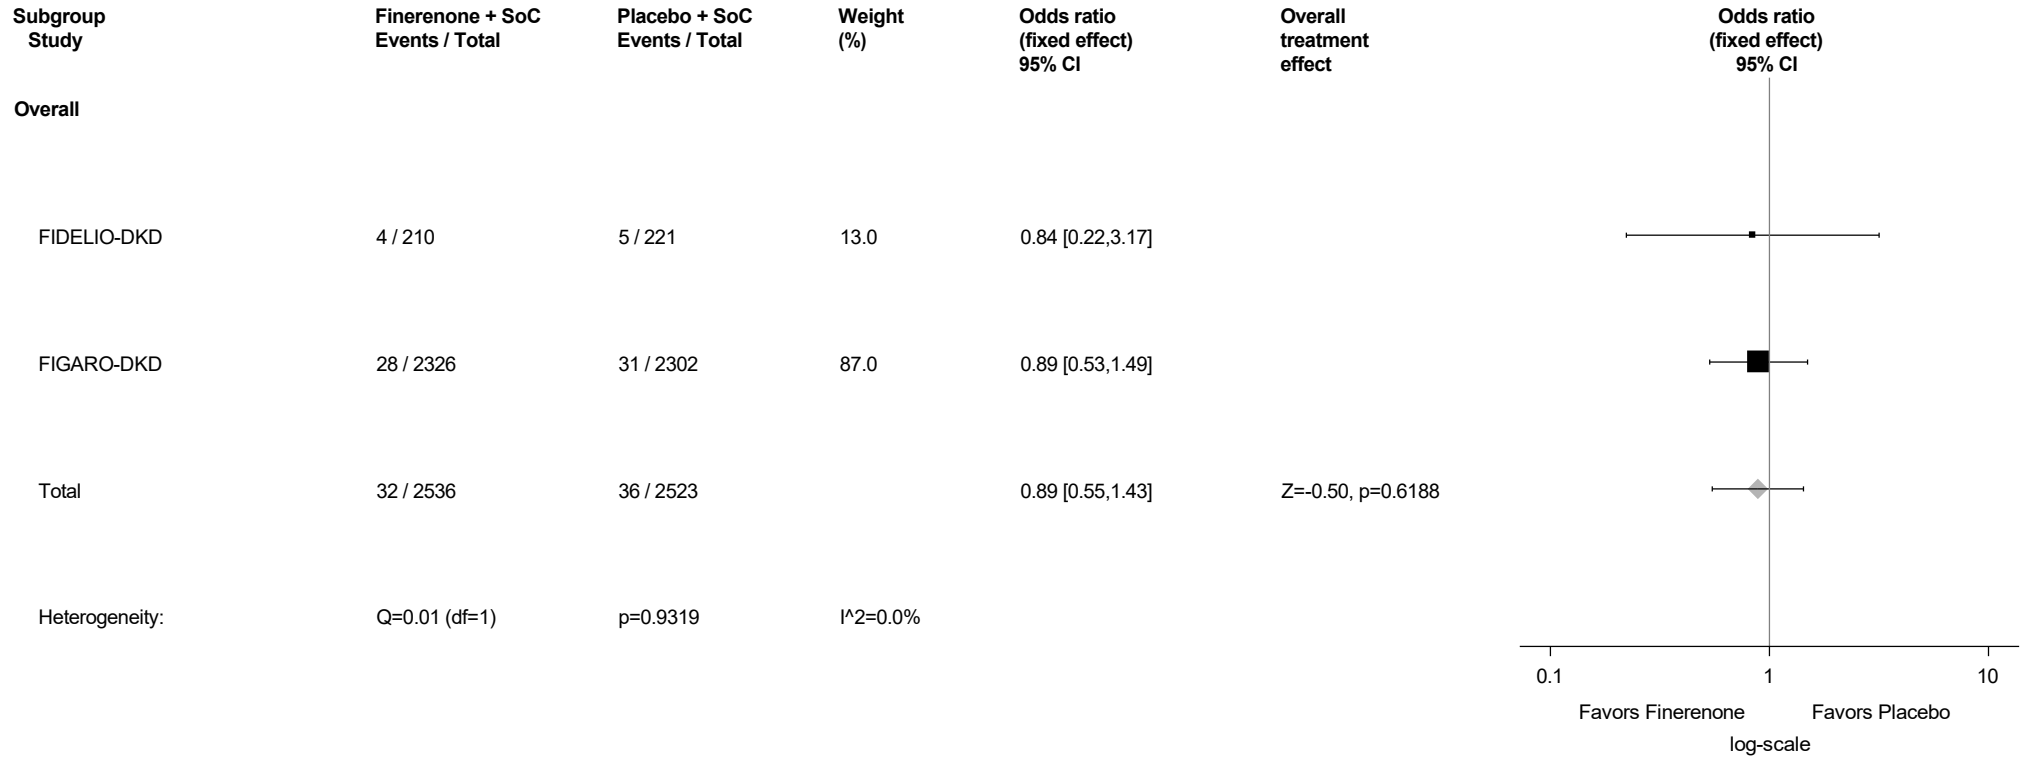 Subgroup Finerenone + SoC Placebo + SoC Weight Odds ratio Overall Odds ratio
Study Events / Total Events / Total (%) (fixed effect) treatment (fixed effect)
95% CI effect 95% CI
Overall
FIDELIO-DKD 4 / 210 5 / 221 13.0 0.84 [0.22,3.17]
FIGARO-DKD 28 / 2326 31 / 2302 87.0 0.89 [0.53,1.49]
Total 32 / 2536 36 / 2523 0.89 [0.55,1.43] Z=-0.50, p=0.6188
Heterogeneity: Q=0.01 (df=1) p=0.9319 I^2=0.0%
0.1 1 10
Favors Finerenone Favors Placebo
log-scale